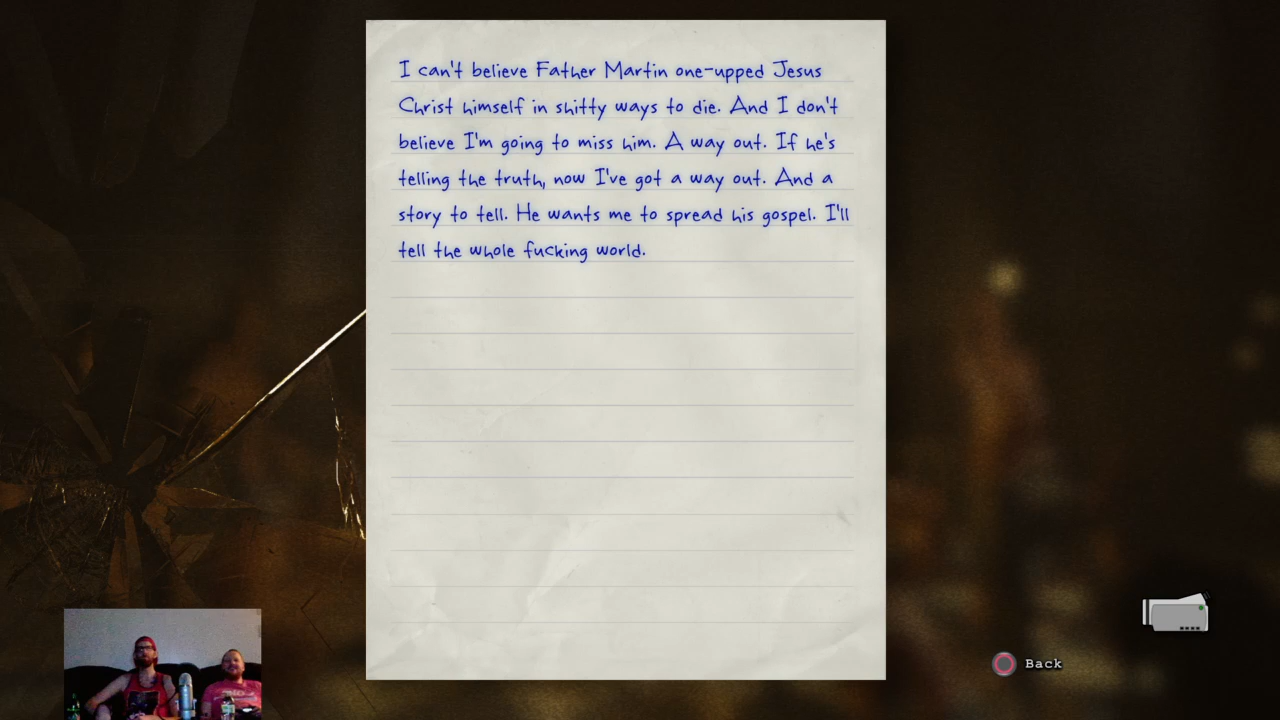 I can't believe Father Martin one-upped Jesus
Christ himself in shitty ways to die. And I don't
believe I'm going to miss him. A way out. If he's
telling the truth, now I've got a way out. And a
story to tell. He wants me to spread his gospel. I'll
tell the whole fucking world.
Back